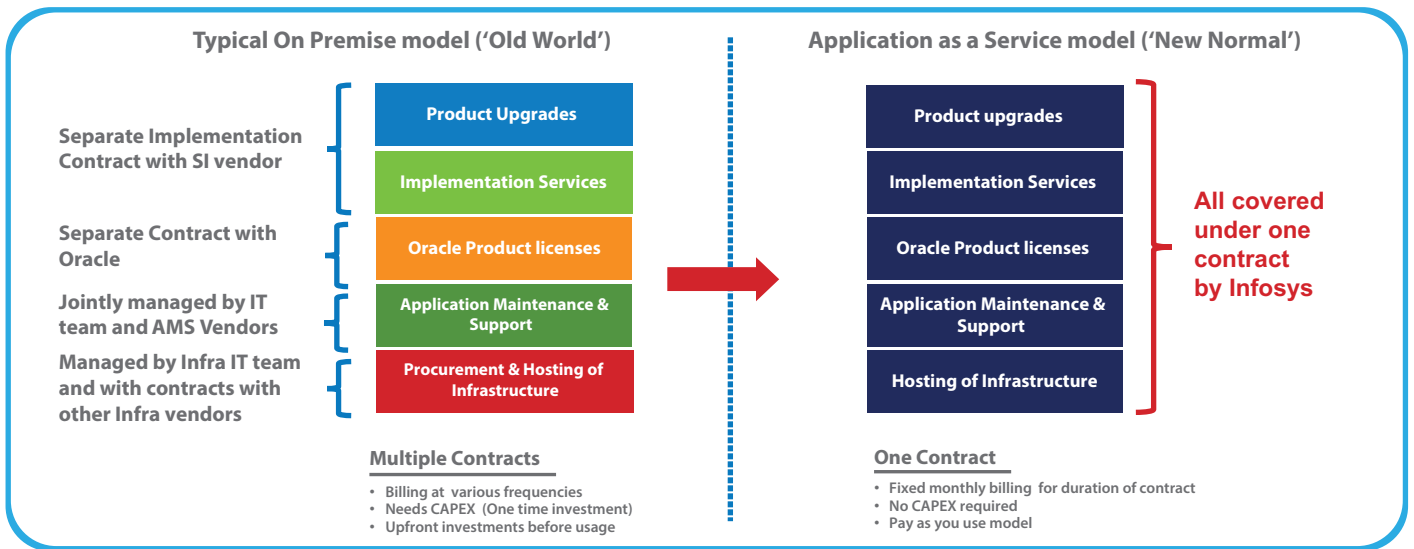 Typical On Premise model (‘Old World’)
Separate Implementation
Contract with SI vendor
Separate Contract with
Oracle
Jointly managed by IT
team and AMS Vendors
Managed by Infra IT team
and with contracts with
other Infra vendors
Product Upgrades
Implementation Services
Oracle Product licenses
Application Maintenance &
Support
Procurement & Hosting of
Infrastructure
Multiple Contracts
• Billing at various frequencies
• Needs CAPEX (One time investment)
• Upfront investments before usage
Application as a Service model (‘New Normal’)
Product upgrades
Implementation Services
Oracle Product licenses
Application Maintenance &
Support
Hosting of Infrastructure
All covered
under one
contract
by Infosys
One Contract
• Fixed monthly billing for duration of contract
• No CAPEX required
• Pay as you use model